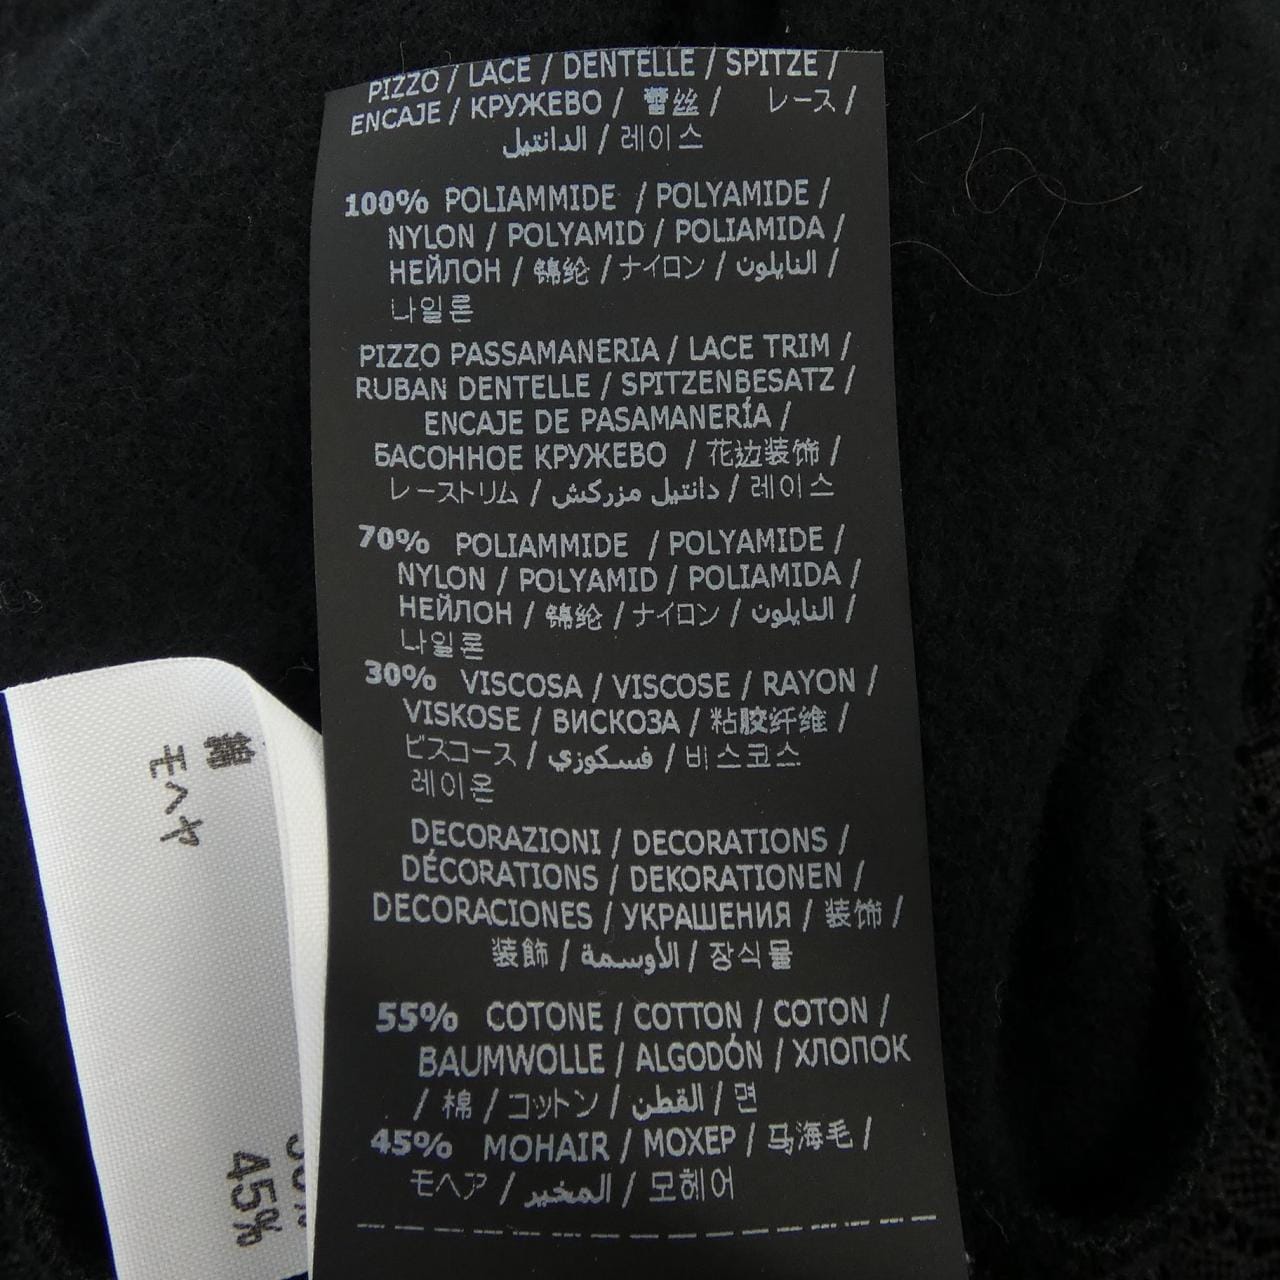 PIZZO / LACE / DENTELLE / SPITZE /
ENCAJE / КРУЖЕВО / 蕾丝 / レース /
الدانتيل / 레이스
100% POLIAMMIDE / POLYAMIDE /
NYLON / POLYAMID / POLIAMIDA /
НЕЙЛОН / 锦纶 / ナイロン / النايلون /
나일론
PIZZO PASSAMANERIA / LACE TRIM /
RUBAN DENTELLE / SPITZENBESATZ /
ENCAJE DE PASAMANERÍA /
БАСОННОЕ КРУЖЕВО / 花边装饰 /
レーストリム / دانتيل مزركش / 레이스
70% POLIAMMIDE / POLYAMIDE /
NYLON / POLYAMID / POLIAMIDA /
НЕЙЛОН / 锦纶 / ナイロン / النايلون /
나일론
30% VISCOSA / VISCOSE / RAYON /
VISKOSE / ВИСКОЗА / 粘胶纤维 /
ビスコース / فسكوزي / 비스코스
레이온
DECORAZIONI / DECORATIONS /
DÉCORATIONS / DEKORATIONEN /
DECORACIONES / УКРАШЕНИЯ / 装饰 /
装飾 / الأوسمة / 장식물
55% COTONE / COTTON / COTON /
BAUMWOLLE / ALGODÓN / ХЛОПОК
/ 棉 / コットン / القطن / 면
45% MOHAIR / МОХЕР / 马海毛 /
モヘア / المخير / 모헤어
綿
モヘヤ
45%